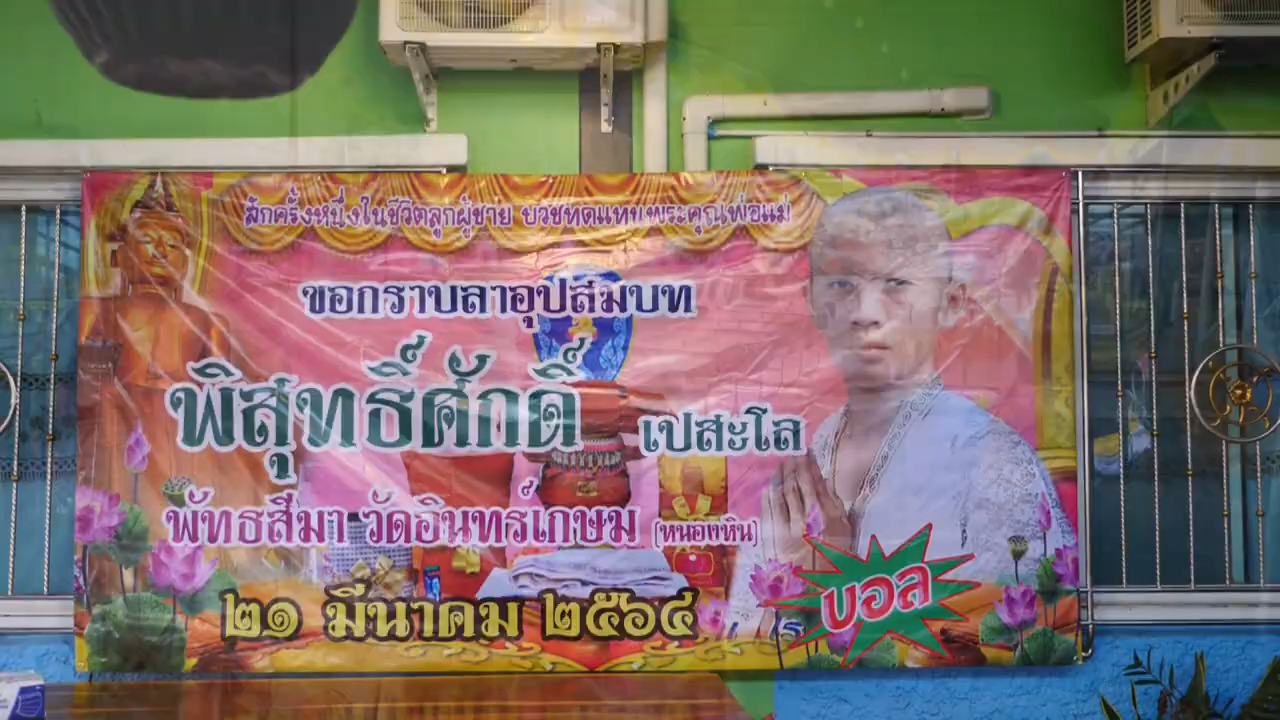 สักครั้งหนึ่งในชีวิตลูกผู้ชาย บวชทดแทนพระคุณพ่อแม่
ขอกราบลาอุปสมบท
พิสุทธิ์ศักดิ์ เปสะโล
พัทธสีมา วัดอินทร์เกษม (หนองหิน)
๒๑ มีนาคม ๒๕๖๔
บอล